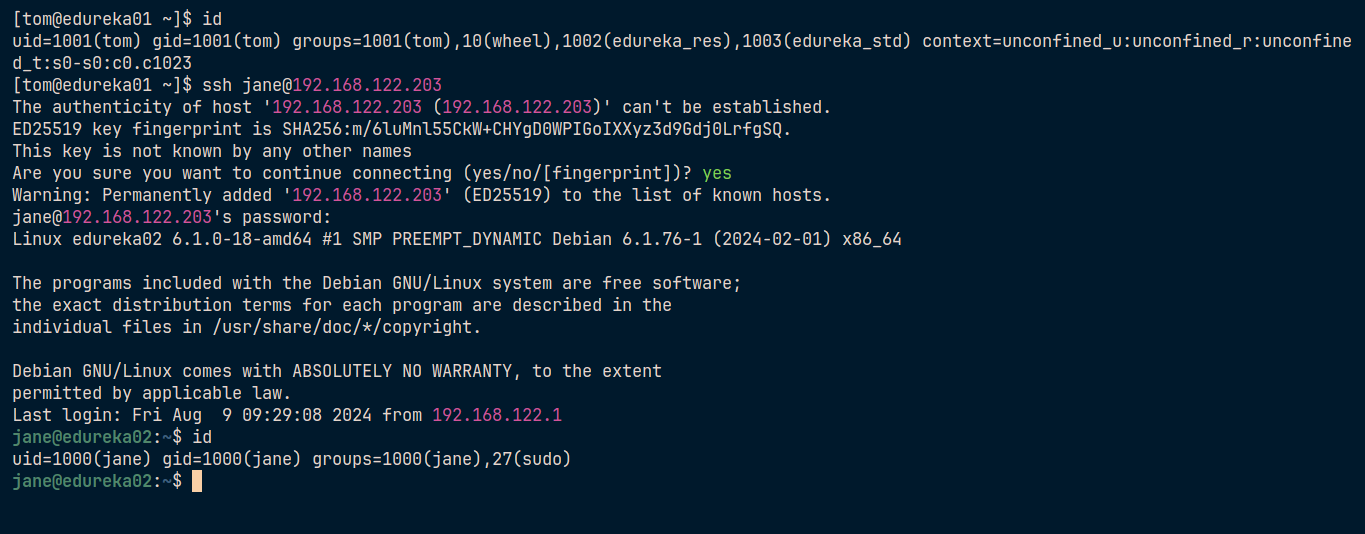 [tom@edureka01 ~]$ id
uid=1001(tom) gid=1001(tom) groups=1001(tom),10(wheel),1002(edureka_res),1003(edureka_std) context=unconfined_u:unconfined_r:unconfine
d_t:s0-s0:c0.c1023
[tom@edureka01 ~]$ ssh jane@192.168.122.203
The authenticity of host '192.168.122.203 (192.168.122.203)' can't be established.
ED25519 key fingerprint is SHA256:m/6luMnl55CkW+CHYgD0WPIGoIXXyz3d9Gdj0LrfgSQ.
This key is not known by any other names
Are you sure you want to continue connecting (yes/no/[fingerprint])? yes
Warning: Permanently added '192.168.122.203' (ED25519) to the list of known hosts.
jane@192.168.122.203's password:
Linux edureka02 6.1.0-18-amd64 #1 SMP PREEMPT_DYNAMIC Debian 6.1.76-1 (2024-02-01) x86_64

The programs included with the Debian GNU/Linux system are free software;
the exact distribution terms for each program are described in the
individual files in /usr/share/doc/*/copyright.

Debian GNU/Linux comes with ABSOLUTELY NO WARRANTY, to the extent
permitted by applicable law.
Last login: Fri Aug  9 09:29:08 2024 from 192.168.122.1
jane@edureka02:~$ id
uid=1000(jane) gid=1000(jane) groups=1000(jane),27(sudo)
jane@edureka02:~$